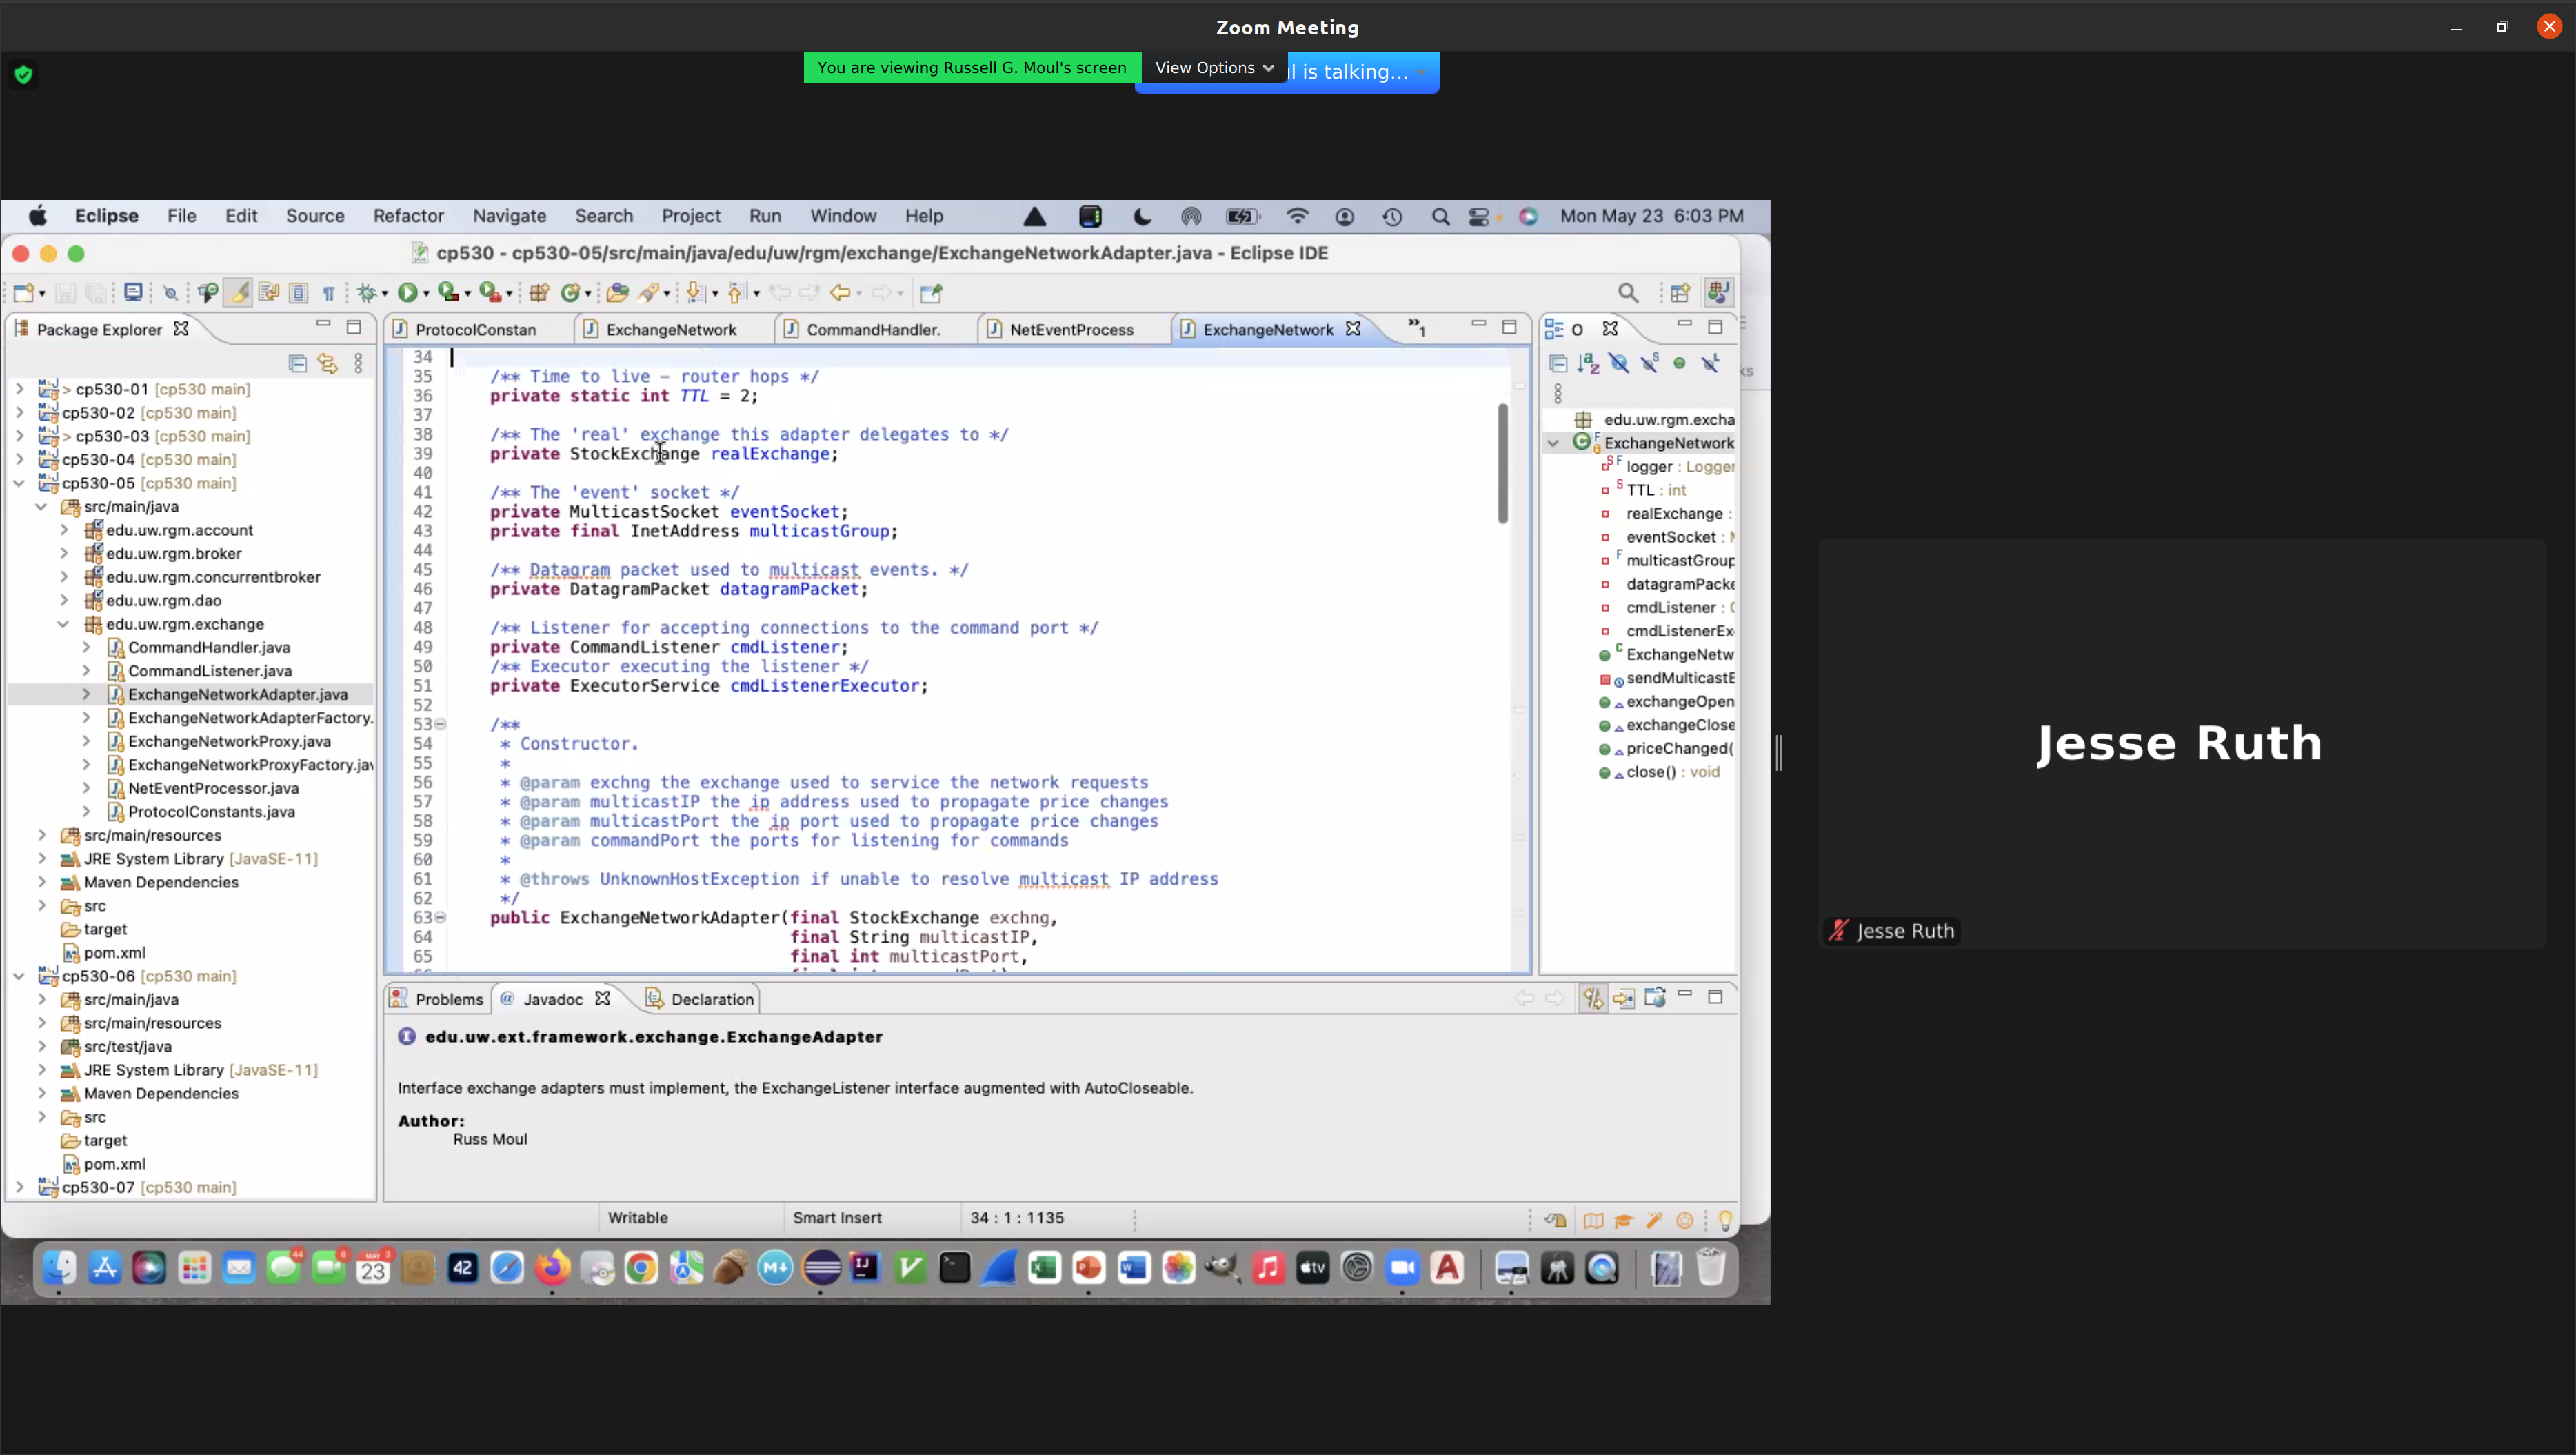 Zoom Meeting
You are viewing Russell G. Moul's screen
View Options
is talking...
Eclipse File Edit Source Refactor Navigate Search Project Run Window Help
Mon May 23 6:03 PM
cp530 - cp530-05/src/main/java/edu/uw/rgm/exchange/ExchangeNetworkAdapter.java - Eclipse IDE
Package Explorer
> cp530-01 [cp530 main]
cp530-02 [cp530 main]
> cp530-03 [cp530 main]
cp530-04 [cp530 main]
cp530-05 [cp530 main]
src/main/java
edu.uw.rgm.account
edu.uw.rgm.broker
edu.uw.rgm.concurrentbroker
edu.uw.rgm.dao
edu.uw.rgm.exchange
CommandHandler.java
CommandListener.java
ExchangeNetworkAdapter.java
ExchangeNetworkAdapterFactory.
ExchangeNetworkProxy.java
ExchangeNetworkProxyFactory.jav
NetEventProcessor.java
ProtocolConstants.java
src/main/resources
JRE System Library [JavaSE-11]
Maven Dependencies
src
target
pom.xml
cp530-06 [cp530 main]
src/main/java
src/main/resources
src/test/java
JRE System Library [JavaSE-11]
Maven Dependencies
src
target
pom.xml
cp530-07 [cp530 main]
ProtocolConstan
ExchangeNetwork
CommandHandler.
NetEventProcess
ExchangeNetwork
»1
34
35 /** Time to live – router hops */
36 private static int TTL = 2;
37
38 /** The 'real' exchange this adapter delegates to */
39 private StockExchange realExchange;
40
41 /** The 'event' socket */
42 private MulticastSocket eventSocket;
43 private final InetAddress multicastGroup;
44
45 /** Datagram packet used to multicast events. */
46 private DatagramPacket datagramPacket;
47
48 /** Listener for accepting connections to the command port */
49 private CommandListener cmdListener;
50 /** Executor executing the listener */
51 private ExecutorService cmdListenerExecutor;
52
53 /**
54 * Constructor.
55 *
56 * @param exchng the exchange used to service the network requests
57 * @param multicastIP the ip address used to propagate price changes
58 * @param multicastPort the ip port used to propagate price changes
59 * @param commandPort the ports for listening for commands
60 *
61 * @throws UnknownHostException if unable to resolve multicast IP address
62 */
63 public ExchangeNetworkAdapter(final StockExchange exchng,
64 final String multicastIP,
65 final int multicastPort,
O
edu.uw.rgm.excha
ExchangeNetwork
logger : Logger
TTL : int
realExchange :
eventSocket : M
multicastGroup
datagramPacke
cmdListener : C
cmdListenerEx
ExchangeNetw
sendMulticastE
exchangeOpen
exchangeClose
priceChanged(
close() : void
Problems
@ Javadoc
Declaration
edu.uw.ext.framework.exchange.ExchangeAdapter
Interface exchange adapters must implement, the ExchangeListener interface augmented with AutoCloseable.
Author:
Russ Moul
Writable
Smart Insert
34 : 1 : 1135
44
8
MAY
3
23
42
M↓
IJ
tv
Jesse Ruth
Jesse Ruth